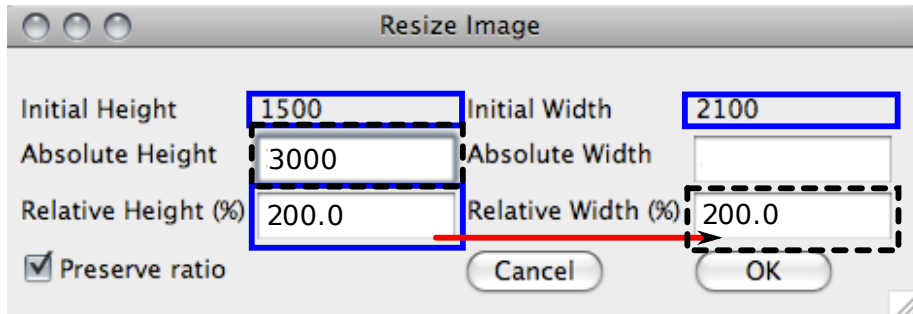 Resize Image
Initial Height 1500 Initial Width 2100
Absolute Height 3000 Absolute Width
Relative Height (%) 200.0 Relative Width (%) 200.0
Preserve ratio Cancel OK